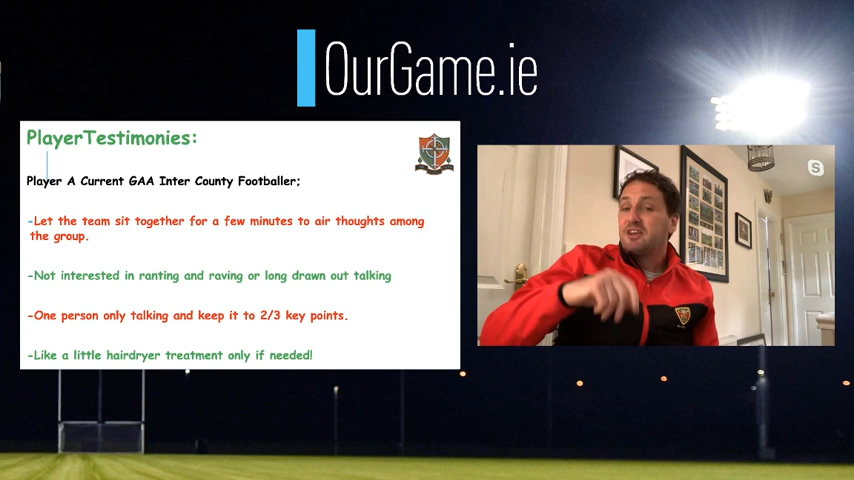 OurGame.ie
PlayerTestimonies:
Player A Current GAA Inter County Footballer;
-Let the team sit together for a few minutes to air thoughts among
the group.
-Not interested in ranting and raving or long drawn out talking
-One person only talking and keep it to 2/3 key points.
-Like a little hairdryer treatment only if needed!